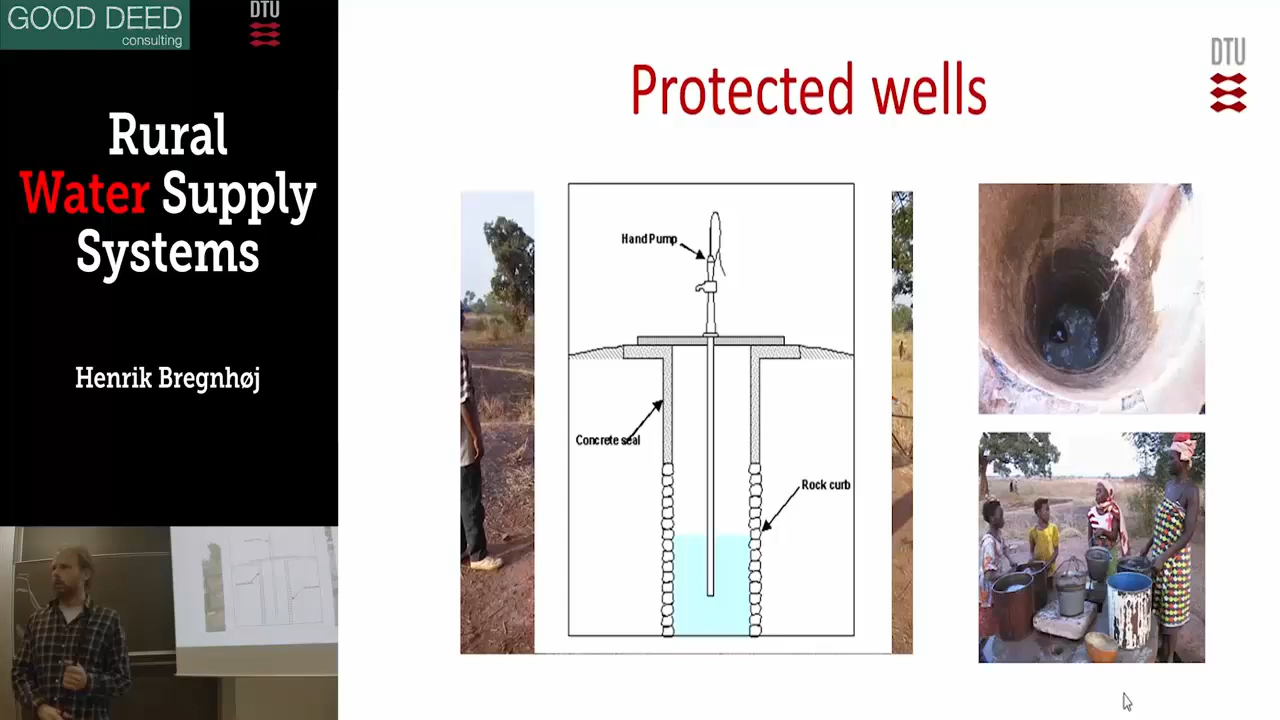 GOOD DEED
consulting
DTU
Rural
Water Supply
Systems
Henrik Bregnhøj
Protected wells
DTU
Hand Pump
Concrete seal
Rock curb